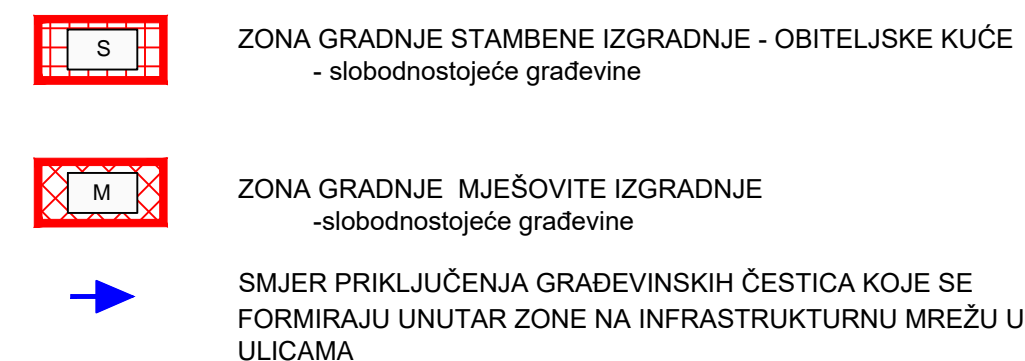 S
ZONA GRADNJE STAMBENE IZGRADNJE - OBITELJSKE KUĆE
- slobodnostojeće građevine
M
ZONA GRADNJE MJEŠOVITE IZGRADNJE
-slobodnostojeće građevine
SMJER PRIKLJUČENJA GRAĐEVINSKIH ČESTICA KOJE SE
FORMIRAJU UNUTAR ZONE NA INFRASTRUKTURNU MREŽU U
ULICAMA